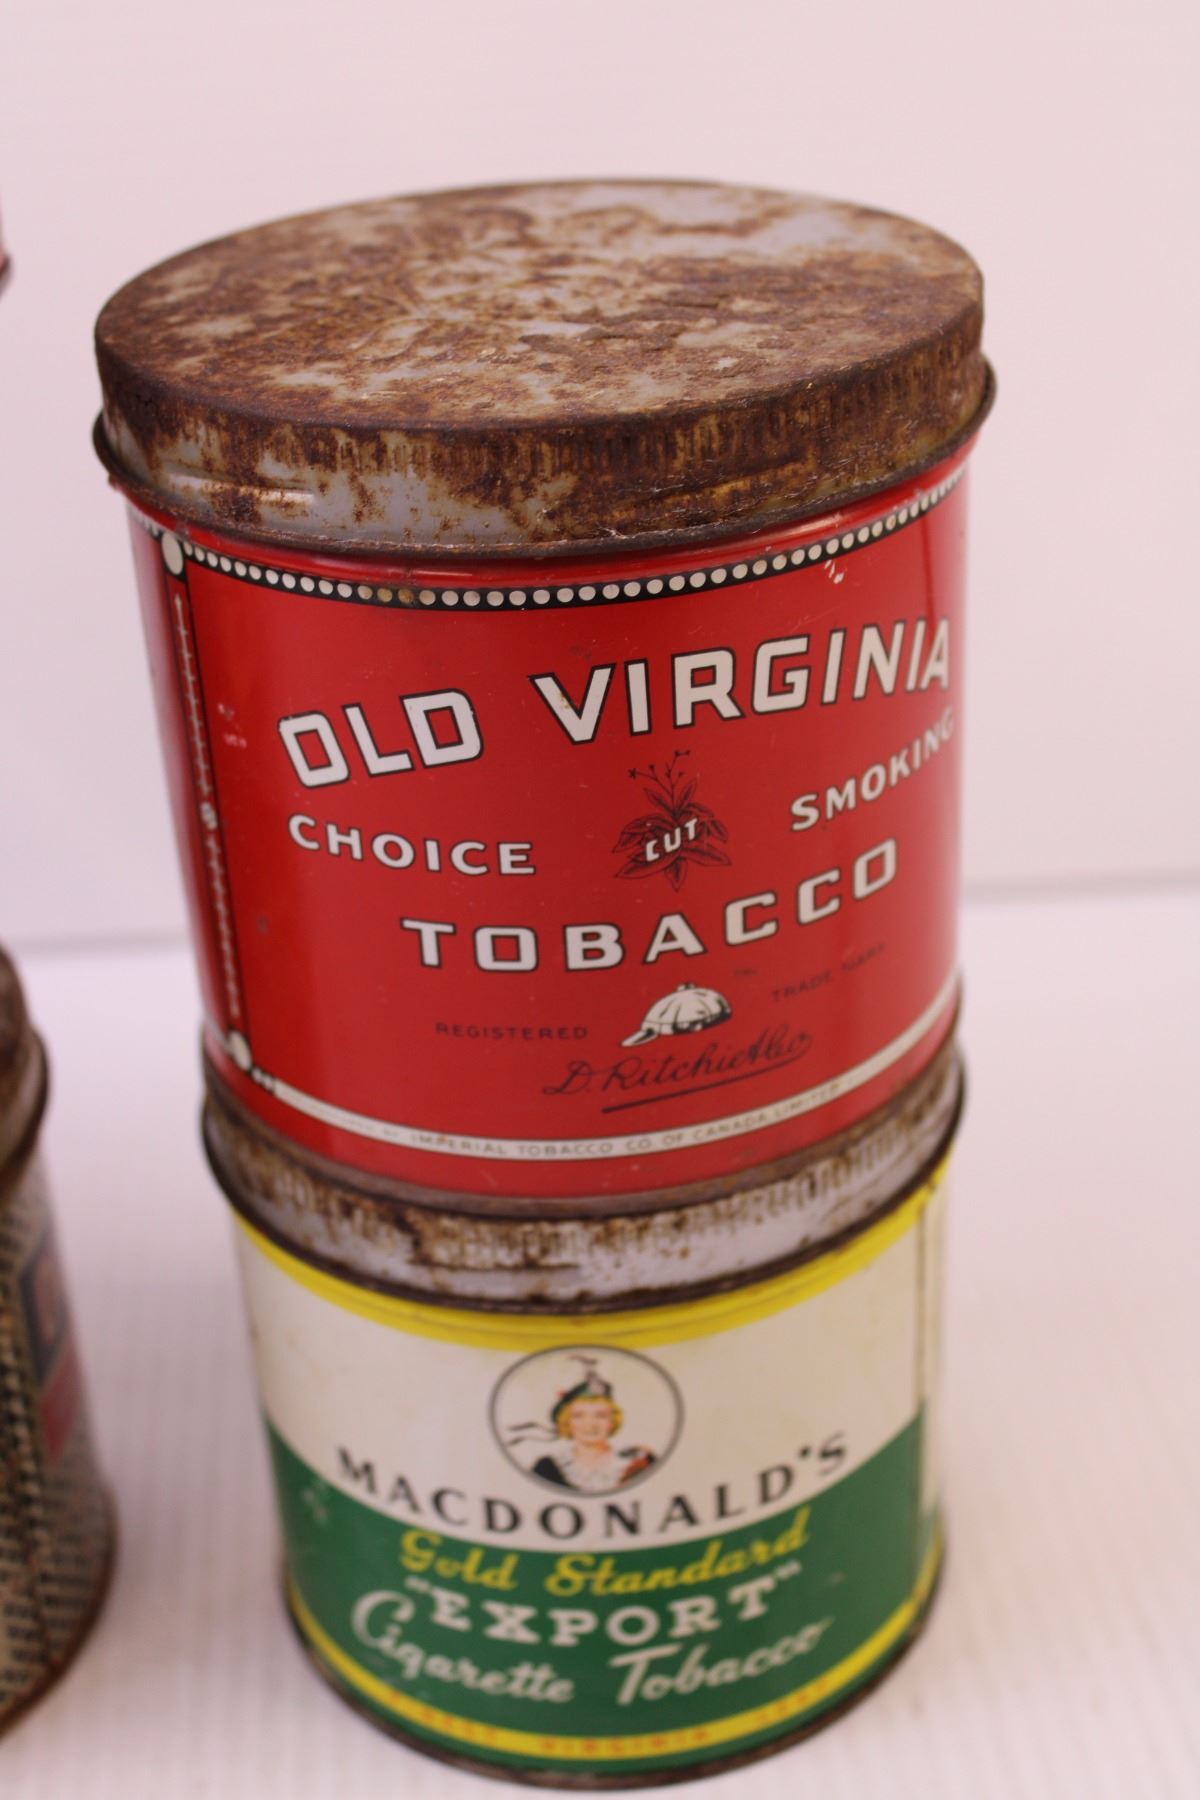 OLD VIRGINIA
CHOICE CUT SMOKING
TOBACCO
REGISTERED TRADE MARK
D. Ritchie & Co
IMPERIAL TOBACCO CO. OF CANADA LIMITED
MACDONALD'S
Gold Standard
"EXPORT"
Cigarette Tobacco
VIRGINIA